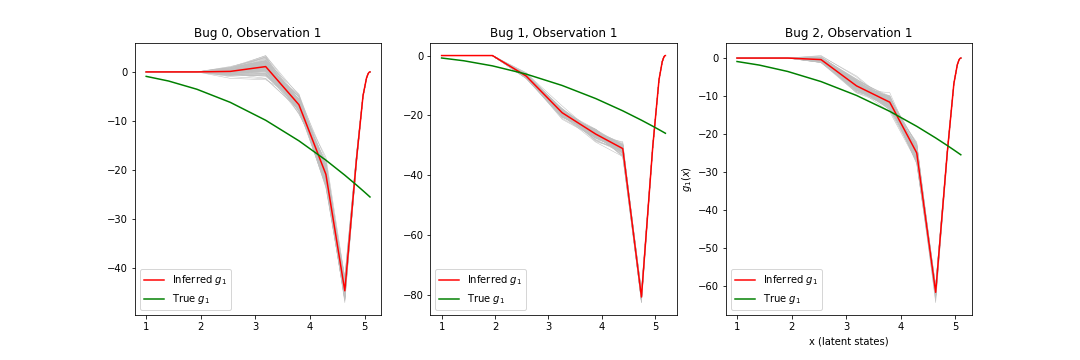 Bug 0, Observation 1
0
−10
−20
−30
−40
1 2 3 4 5
Inferred g₁
True g₁
Bug 1, Observation 1
0
−20
−40
−60
−80
1 2 3 4 5
Inferred g₁
True g₁
Bug 2, Observation 1
g₁(x)
0
−10
−20
−30
−40
−50
−60
1 2 3 4 5
x (latent states)
Inferred g₁
True g₁